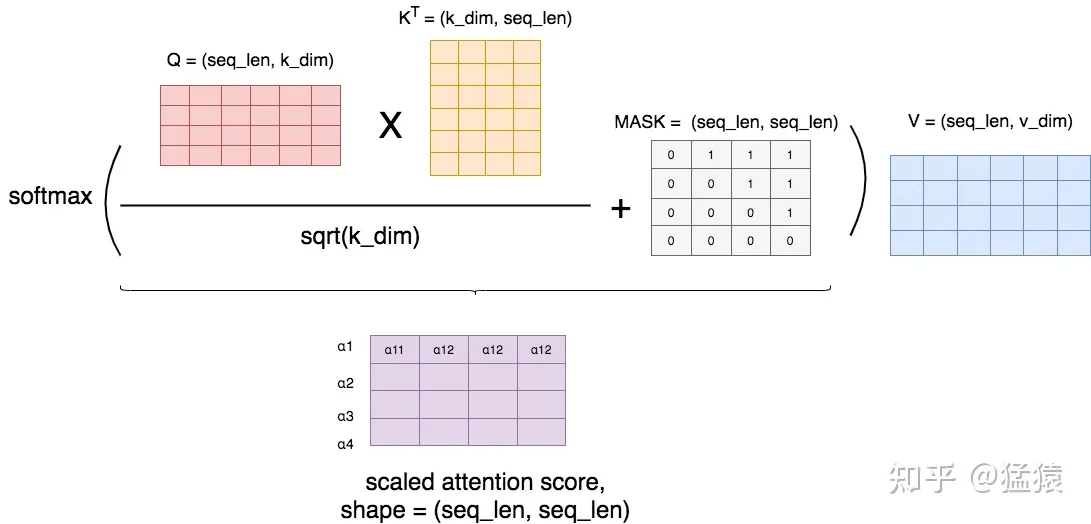 K^T = (k_dim, seq_len)
Q = (seq_len, k_dim)
X
MASK = (seq_len, seq_len)
V = (seq_len, v_dim)
0 1 1 1
0 0 1 1
0 0 0 1
0 0 0 0
softmax
+
sqrt(k_dim)
α1 α11 α12 α12 α12
α2
α3
α4
scaled attention score,
shape = (seq_len, seq_len)
知乎 @猛猿